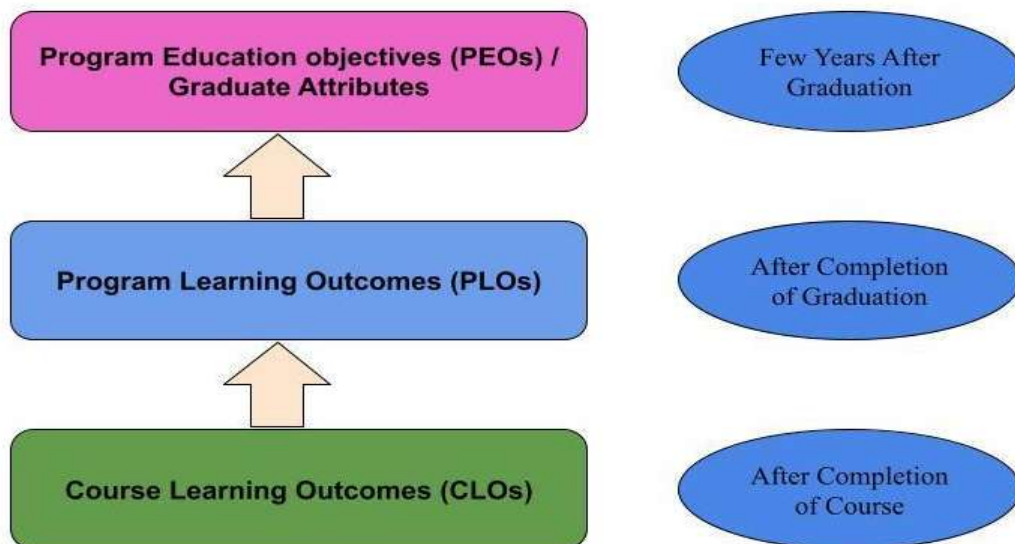 Program Education objectives (PEOs) /
Graduate Attributes
Few Years After
Graduation
Program Learning Outcomes (PLOs)
After Completion
of Graduation
Course Learning Outcomes (CLOs)
After Completion
of Course